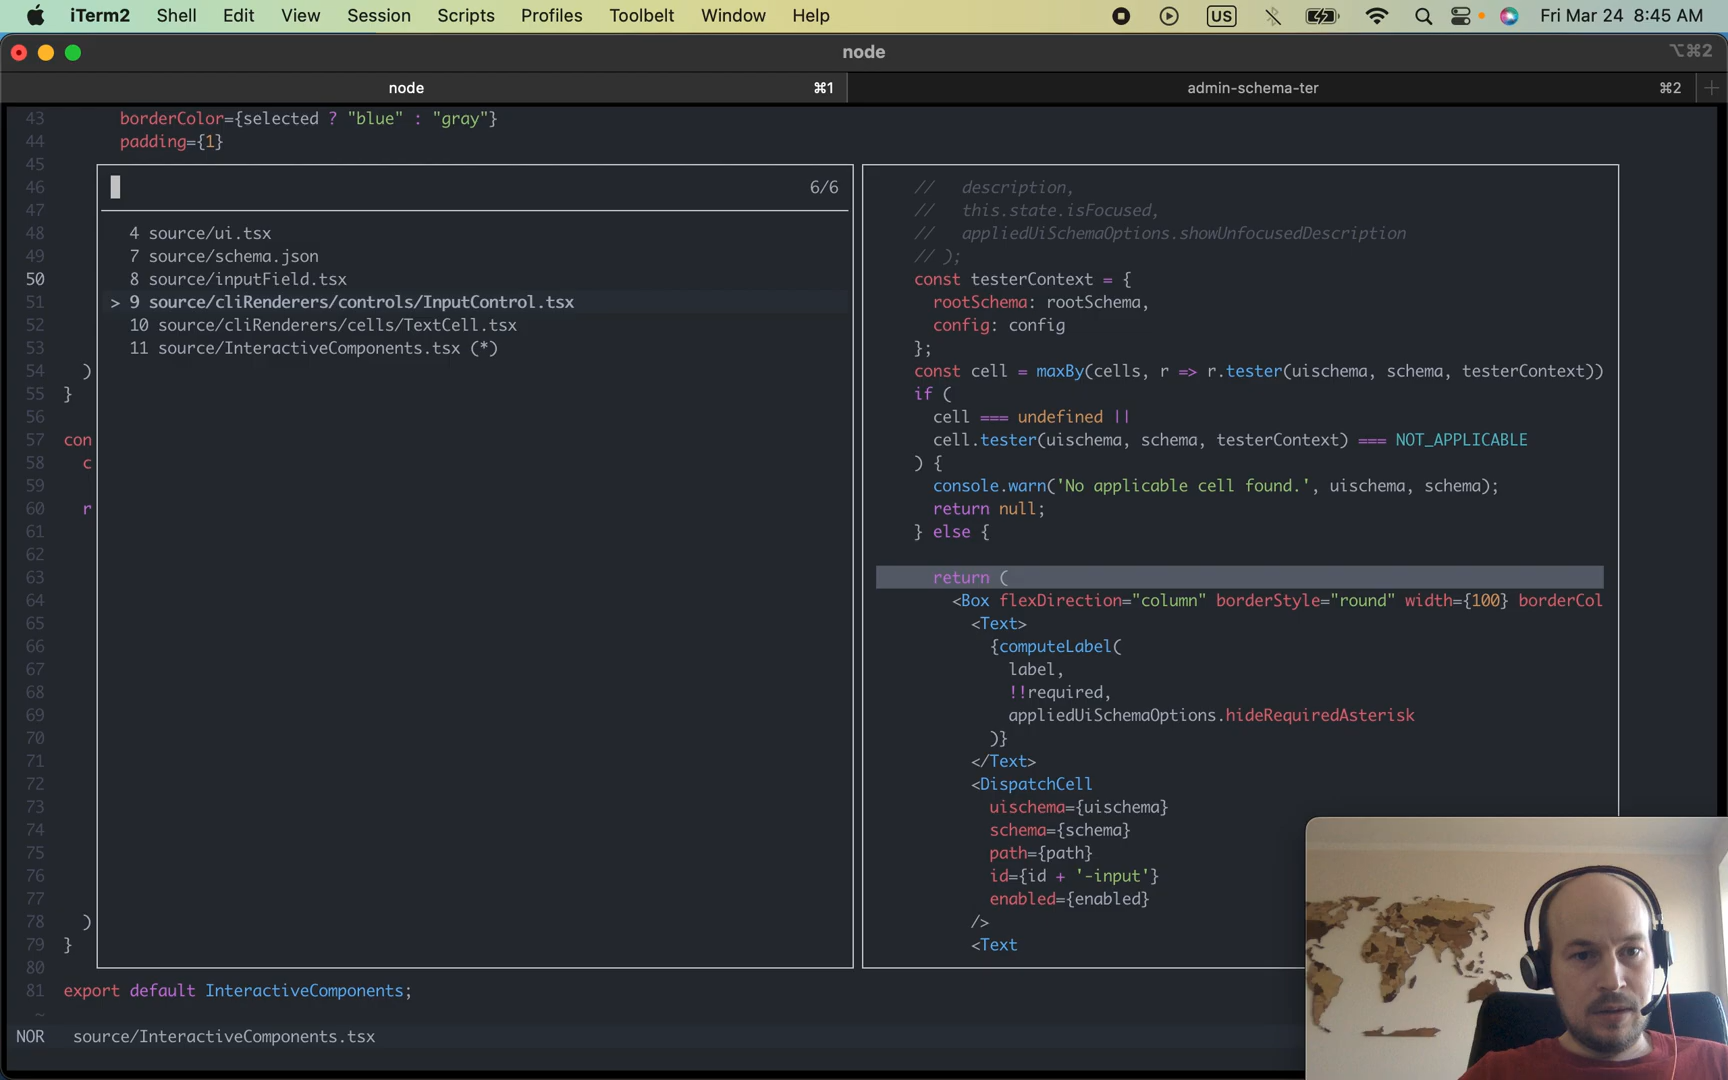 iTerm2 Shell Edit View Session Scripts Profiles Toolbelt Window Help US Fri Mar 24 8:45 AM
node ⌥⌘2
node ⌘1 admin-schema-ter ⌘2
43 borderColor={selected ? "blue" : "gray"}
44 padding={1}
45
46
47
48
49
50
51
52
53
54 )
55 }
56
57 con
58 c
59
60 r
61
62
63
64
65
66
67
68
69
70
71
72
73
74
75
76
77
78 )
79 }
80
81 export default InteractiveComponents;
~
6/6
4 source/ui.tsx
7 source/schema.json
8 source/inputField.tsx
> 9 source/cliRenderers/controls/InputControl.tsx
10 source/cliRenderers/cells/TextCell.tsx
11 source/InteractiveComponents.tsx (*)
// description,
// this.state.isFocused,
// appliedUiSchemaOptions.showUnfocusedDescription
// );
const testerContext = {
rootSchema: rootSchema,
config: config
};
const cell = maxBy(cells, r => r.tester(uischema, schema, testerContext))
if (
cell === undefined ||
cell.tester(uischema, schema, testerContext) === NOT_APPLICABLE
) {
console.warn('No applicable cell found.', uischema, schema);
return null;
} else {
return (
<Box flexDirection="column" borderStyle="round" width={100} borderCol
<Text>
{computeLabel(
label,
!!required,
appliedUiSchemaOptions.hideRequiredAsterisk
)}
</Text>
<DispatchCell
uischema={uischema}
schema={schema}
path={path}
id={id + '-input'}
enabled={enabled}
/>
<Text
NOR source/InteractiveComponents.tsx